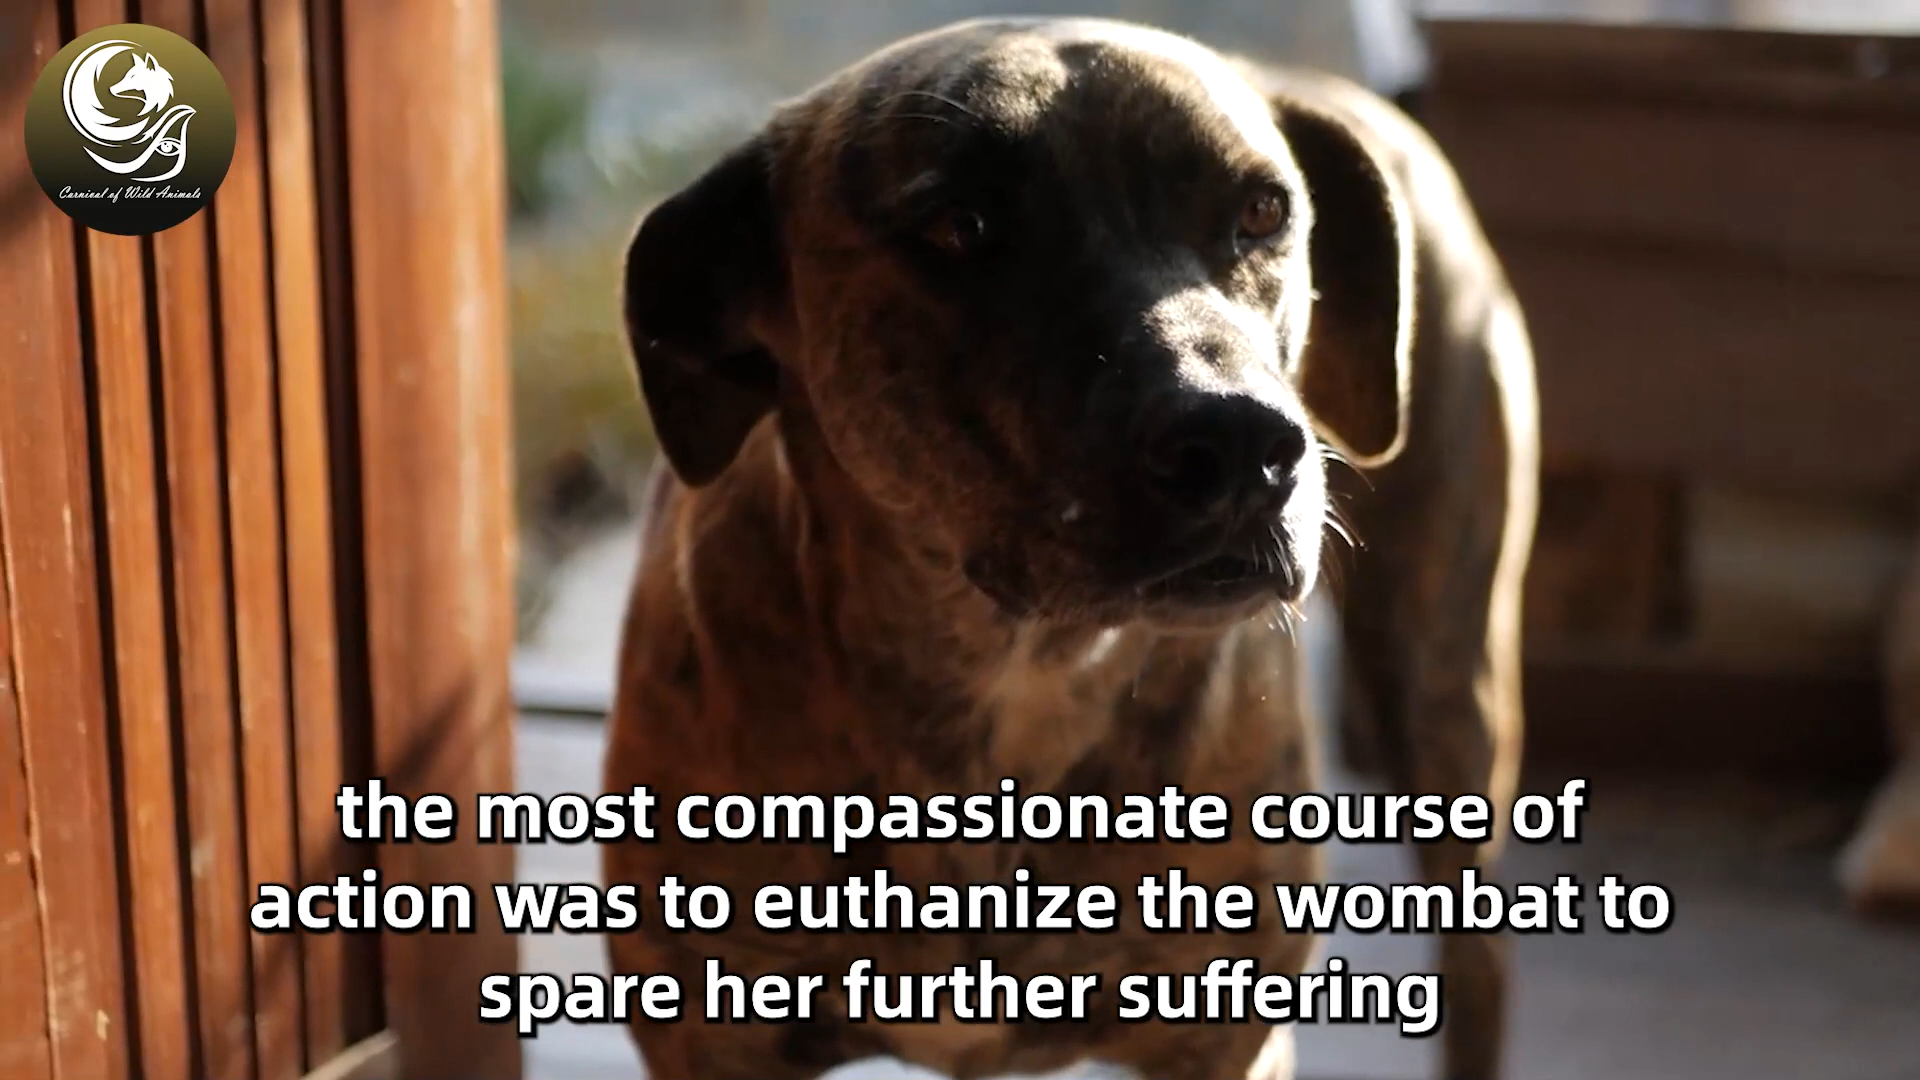 Carnival of Wild Animals
the most compassionate course of
action was to euthanize the wombat to
spare her further suffering